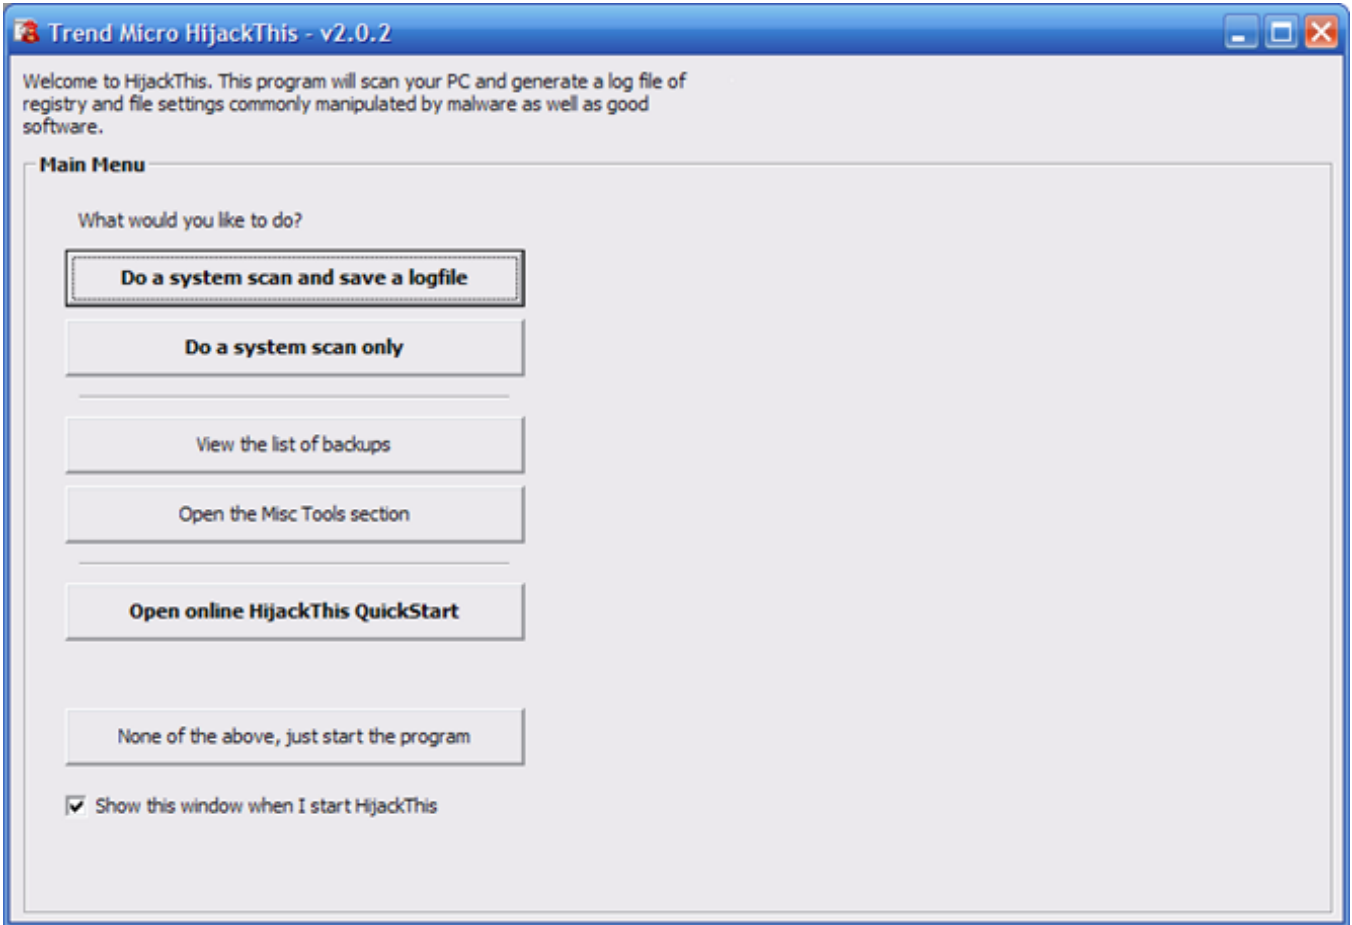 Trend Micro HijackThis - v2.0.2
Welcome to HijackThis. This program will scan your PC and generate a log file of
registry and file settings commonly manipulated by malware as well as good
software.
Main Menu
What would you like to do?
Do a system scan and save a logfile
Do a system scan only
View the list of backups
Open the Misc Tools section
Open online HijackThis QuickStart
None of the above, just start the program
Show this window when I start HijackThis